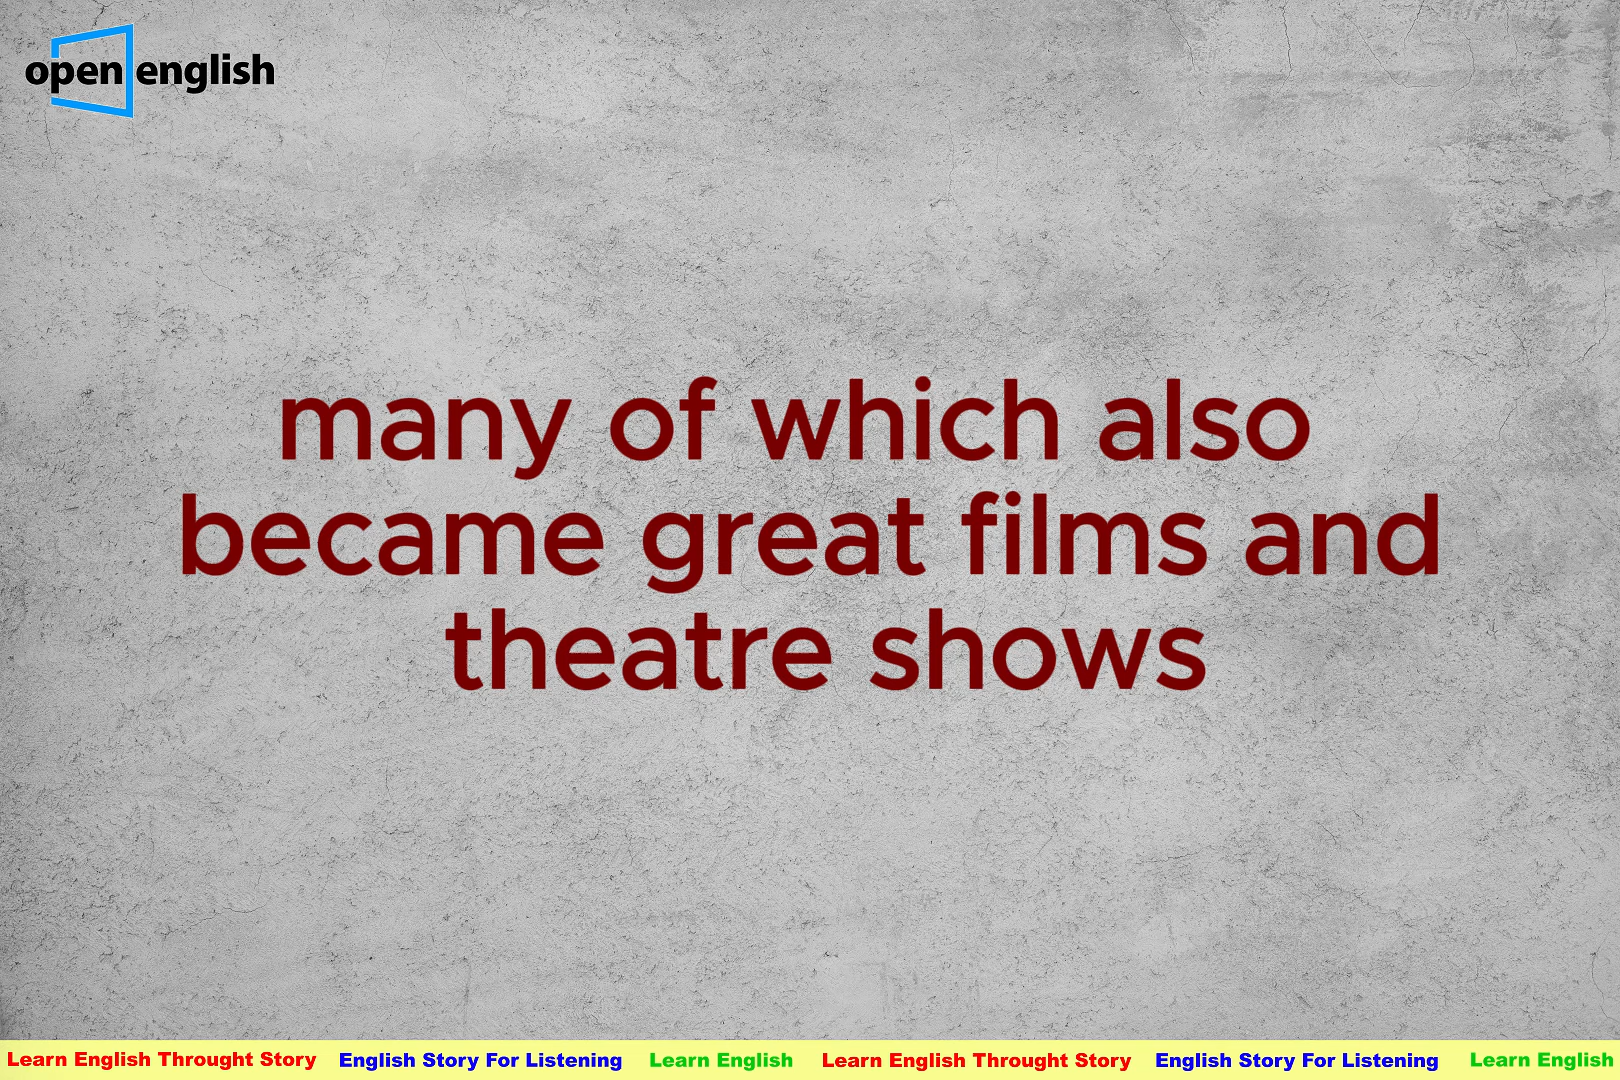 open english
many of which also
became great films and
theatre shows
Learn English Throught Story English Story For Listening Learn English Learn English Throught Story English Story For Listening Learn English